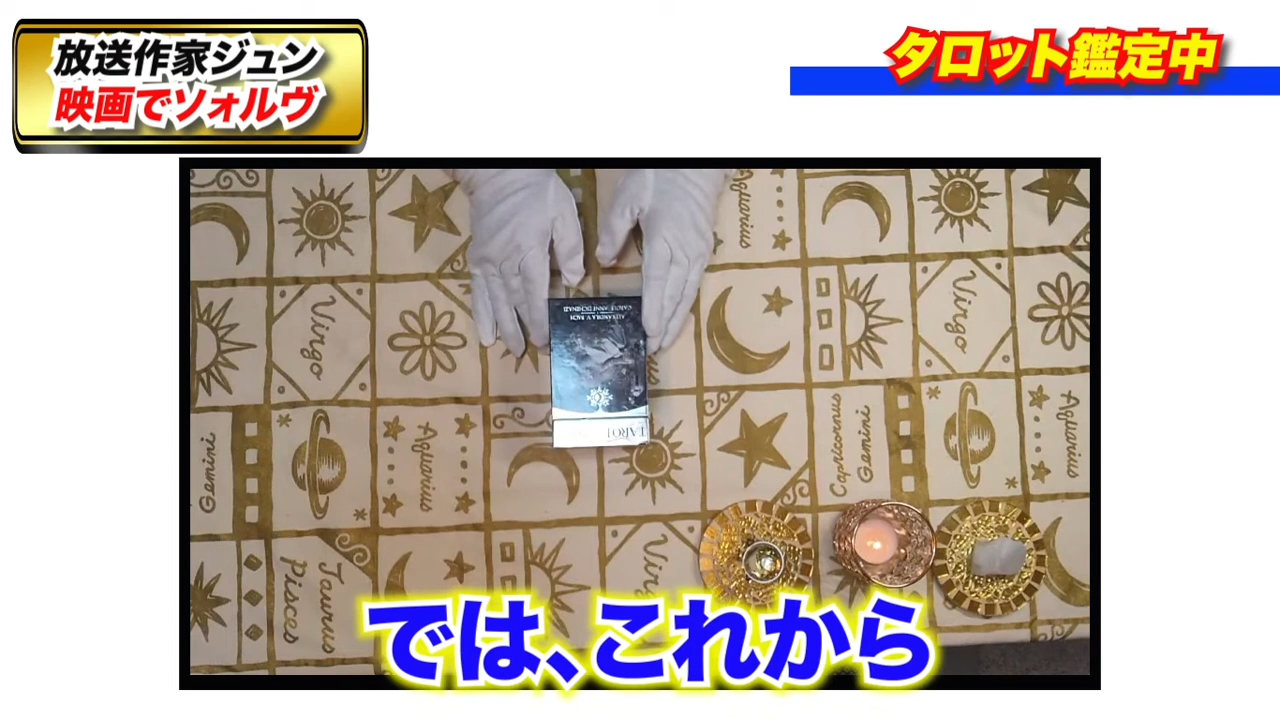 放送作家ジュン
映画でソォルヴ
タロット鑑定中
Aquarius
Virgo
Virgo
ALEXANDRA V. BACH
CAROLE-ANNE ESCHENAZI
TAROT
Gemini
Aquarius
Capricornus
Gemini
Aquarius
Taurus
Pisces
Virgo
では、これから